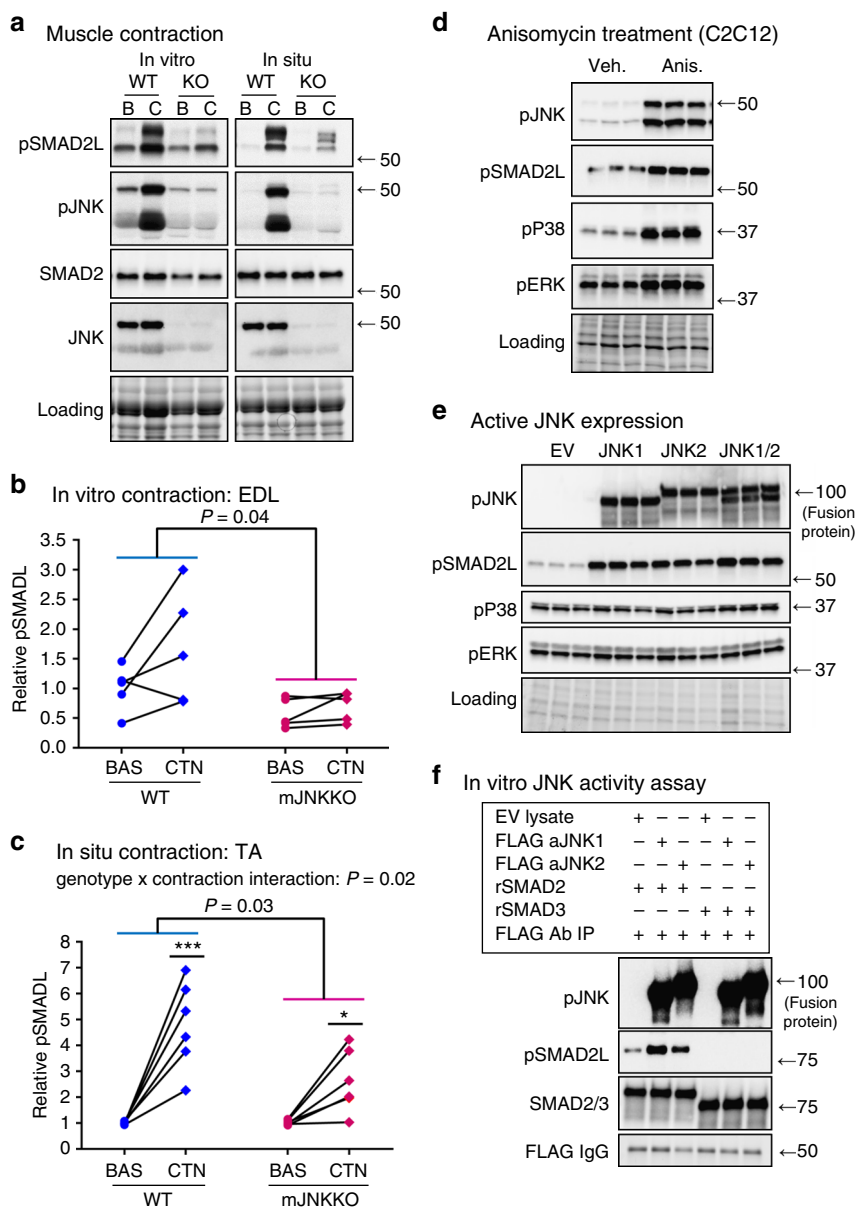 a Muscle contraction
In vitro In situ
WT KO WT KO
B C B C B C B C
pSMAD2L
← 50
pJNK
← 50
SMAD2
← 50
JNK
← 50
Loading
b In vitro contraction: EDL
P = 0.04
Relative pSMADL
3.5
3.0
2.5
2.0
1.5
1.0
0.5
0.0
BAS CTN BAS CTN
WT mJNKKO
c In situ contraction: TA
genotype x contraction interaction: P = 0.02
P = 0.03
Relative pSMADL
8
7
6
5
4
3
2
1
0
***
*
BAS CTN BAS CTN
WT mJNKKO
d Anisomycin treatment (C2C12)
Veh. Anis.
pJNK ← 50
pSMAD2L
← 50
pP38 ← 37
pERK
← 37
Loading
e Active JNK expression
EV JNK1 JNK2 JNK1/2
pJNK ← 100
(Fusion
protein)
pSMAD2L
← 50
pP38 ← 37
pERK
← 37
Loading
f In vitro JNK activity assay
EV lysate + − − + − −
FLAG aJNK1 − + − − + −
FLAG aJNK2 − − + − − +
rSMAD2 + + + − − −
rSMAD3 − − − + + +
FLAG Ab IP + + + + + +
pJNK ← 100
(Fusion
protein)
pSMAD2L ← 75
SMAD2/3 ← 75
FLAG IgG ← 50